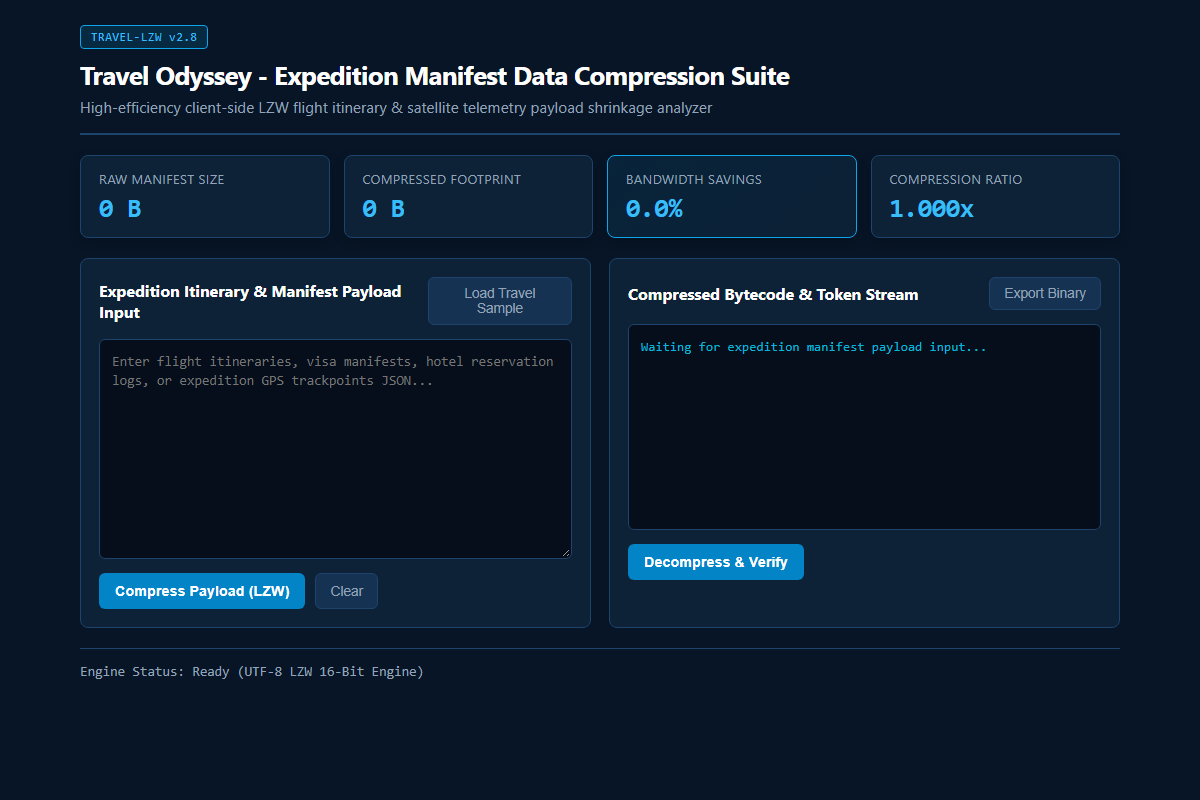 TRAVEL-LZW v2.8
Travel Odyssey - Expedition Manifest Data Compression Suite
High-efficiency client-side LZW flight itinerary & satellite telemetry payload shrinkage analyzer
RAW MANIFEST SIZE
0 B
COMPRESSED FOOTPRINT
0 B
BANDWIDTH SAVINGS
0.0%
COMPRESSION RATIO
1.000x
Expedition Itinerary & Manifest Payload
Input
Load Travel
Sample
Enter flight itineraries, visa manifests, hotel reservation
logs, or expedition GPS trackpoints JSON...
Compress Payload (LZW)
Clear
Compressed Bytecode & Token Stream
Export Binary
Waiting for expedition manifest payload input...
Decompress & Verify
Engine Status: Ready (UTF-8 LZW 16-Bit Engine)